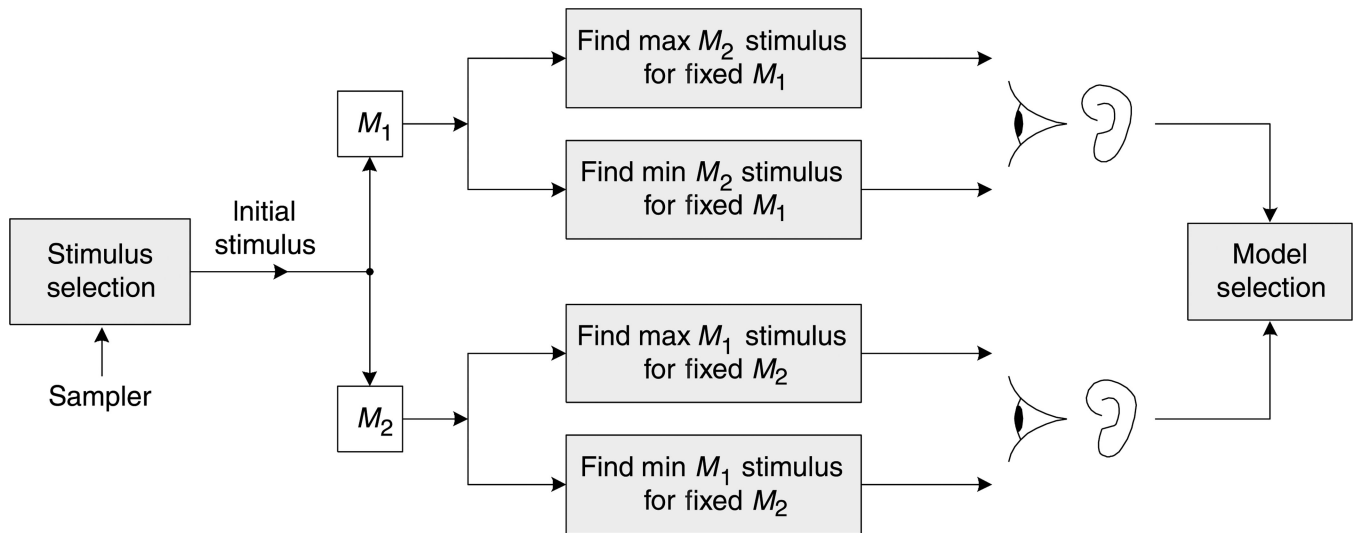 Find max M₂ stimulus
for fixed M₁
M₁
Find min M₂ stimulus
for fixed M₁
Initial
stimulus
Stimulus
selection
Sampler
Model
selection
Find max M₁ stimulus
for fixed M₂
M₂
Find min M₁ stimulus
for fixed M₂